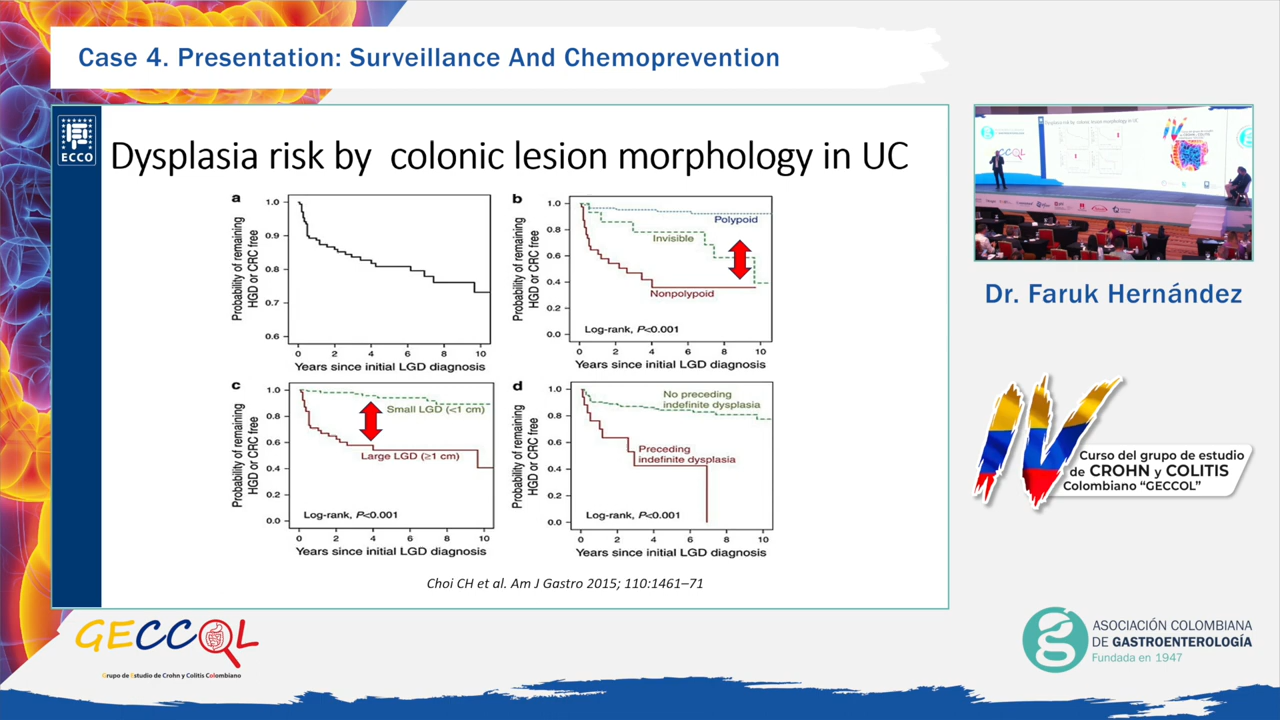 Case 4. Presentation: Surveillance And Chemoprevention
ECCO
Dysplasia risk by colonic lesion morphology in UC
a
Probability of remaining
HGD or CRC free
1.0
0.9
0.8
0.7
0.6
0 2 4 6 8 10
Years since initial LGD diagnosis
b
Probability of remaining
HGD or CRC free
1.0
0.8
0.6
0.4
0.2
0.0
Polypoid
Invisible
Nonpolypoid
Log-rank, P<0.001
0 2 4 6 8 10
Years since initial LGD diagnosis
c
Probability of remaining
HGD or CRC free
1.0
0.8
0.6
0.4
0.2
0.0
Small LGD (<1 cm)
Large LGD (≥1 cm)
Log-rank, P<0.001
0 2 4 6 8 10
Years since initial LGD diagnosis
d
Probability of remaining
HGD or CRC free
1.0
0.8
0.6
0.4
0.2
0.0
No preceding
indefinite dysplasia
Preceding
indefinite dysplasia
Log-rank, P<0.001
0 2 4 6 8 10
Years since initial LGD diagnosis
Choi CH et al. Am J Gastro 2015; 110:1461–71
Dysplasia risk by colonic lesion morphology in UC
Dr. Faruk Hernández
IV
Curso del grupo de estudio
de CROHN y COLITIS
Colombiano “GECCOL”
GECCOL
Grupo de Estudio de Crohn y Colitis Colombiano
ASOCIACIÓN COLOMBIANA
DE GASTROENTEROLOGÍA
Fundada en 1947